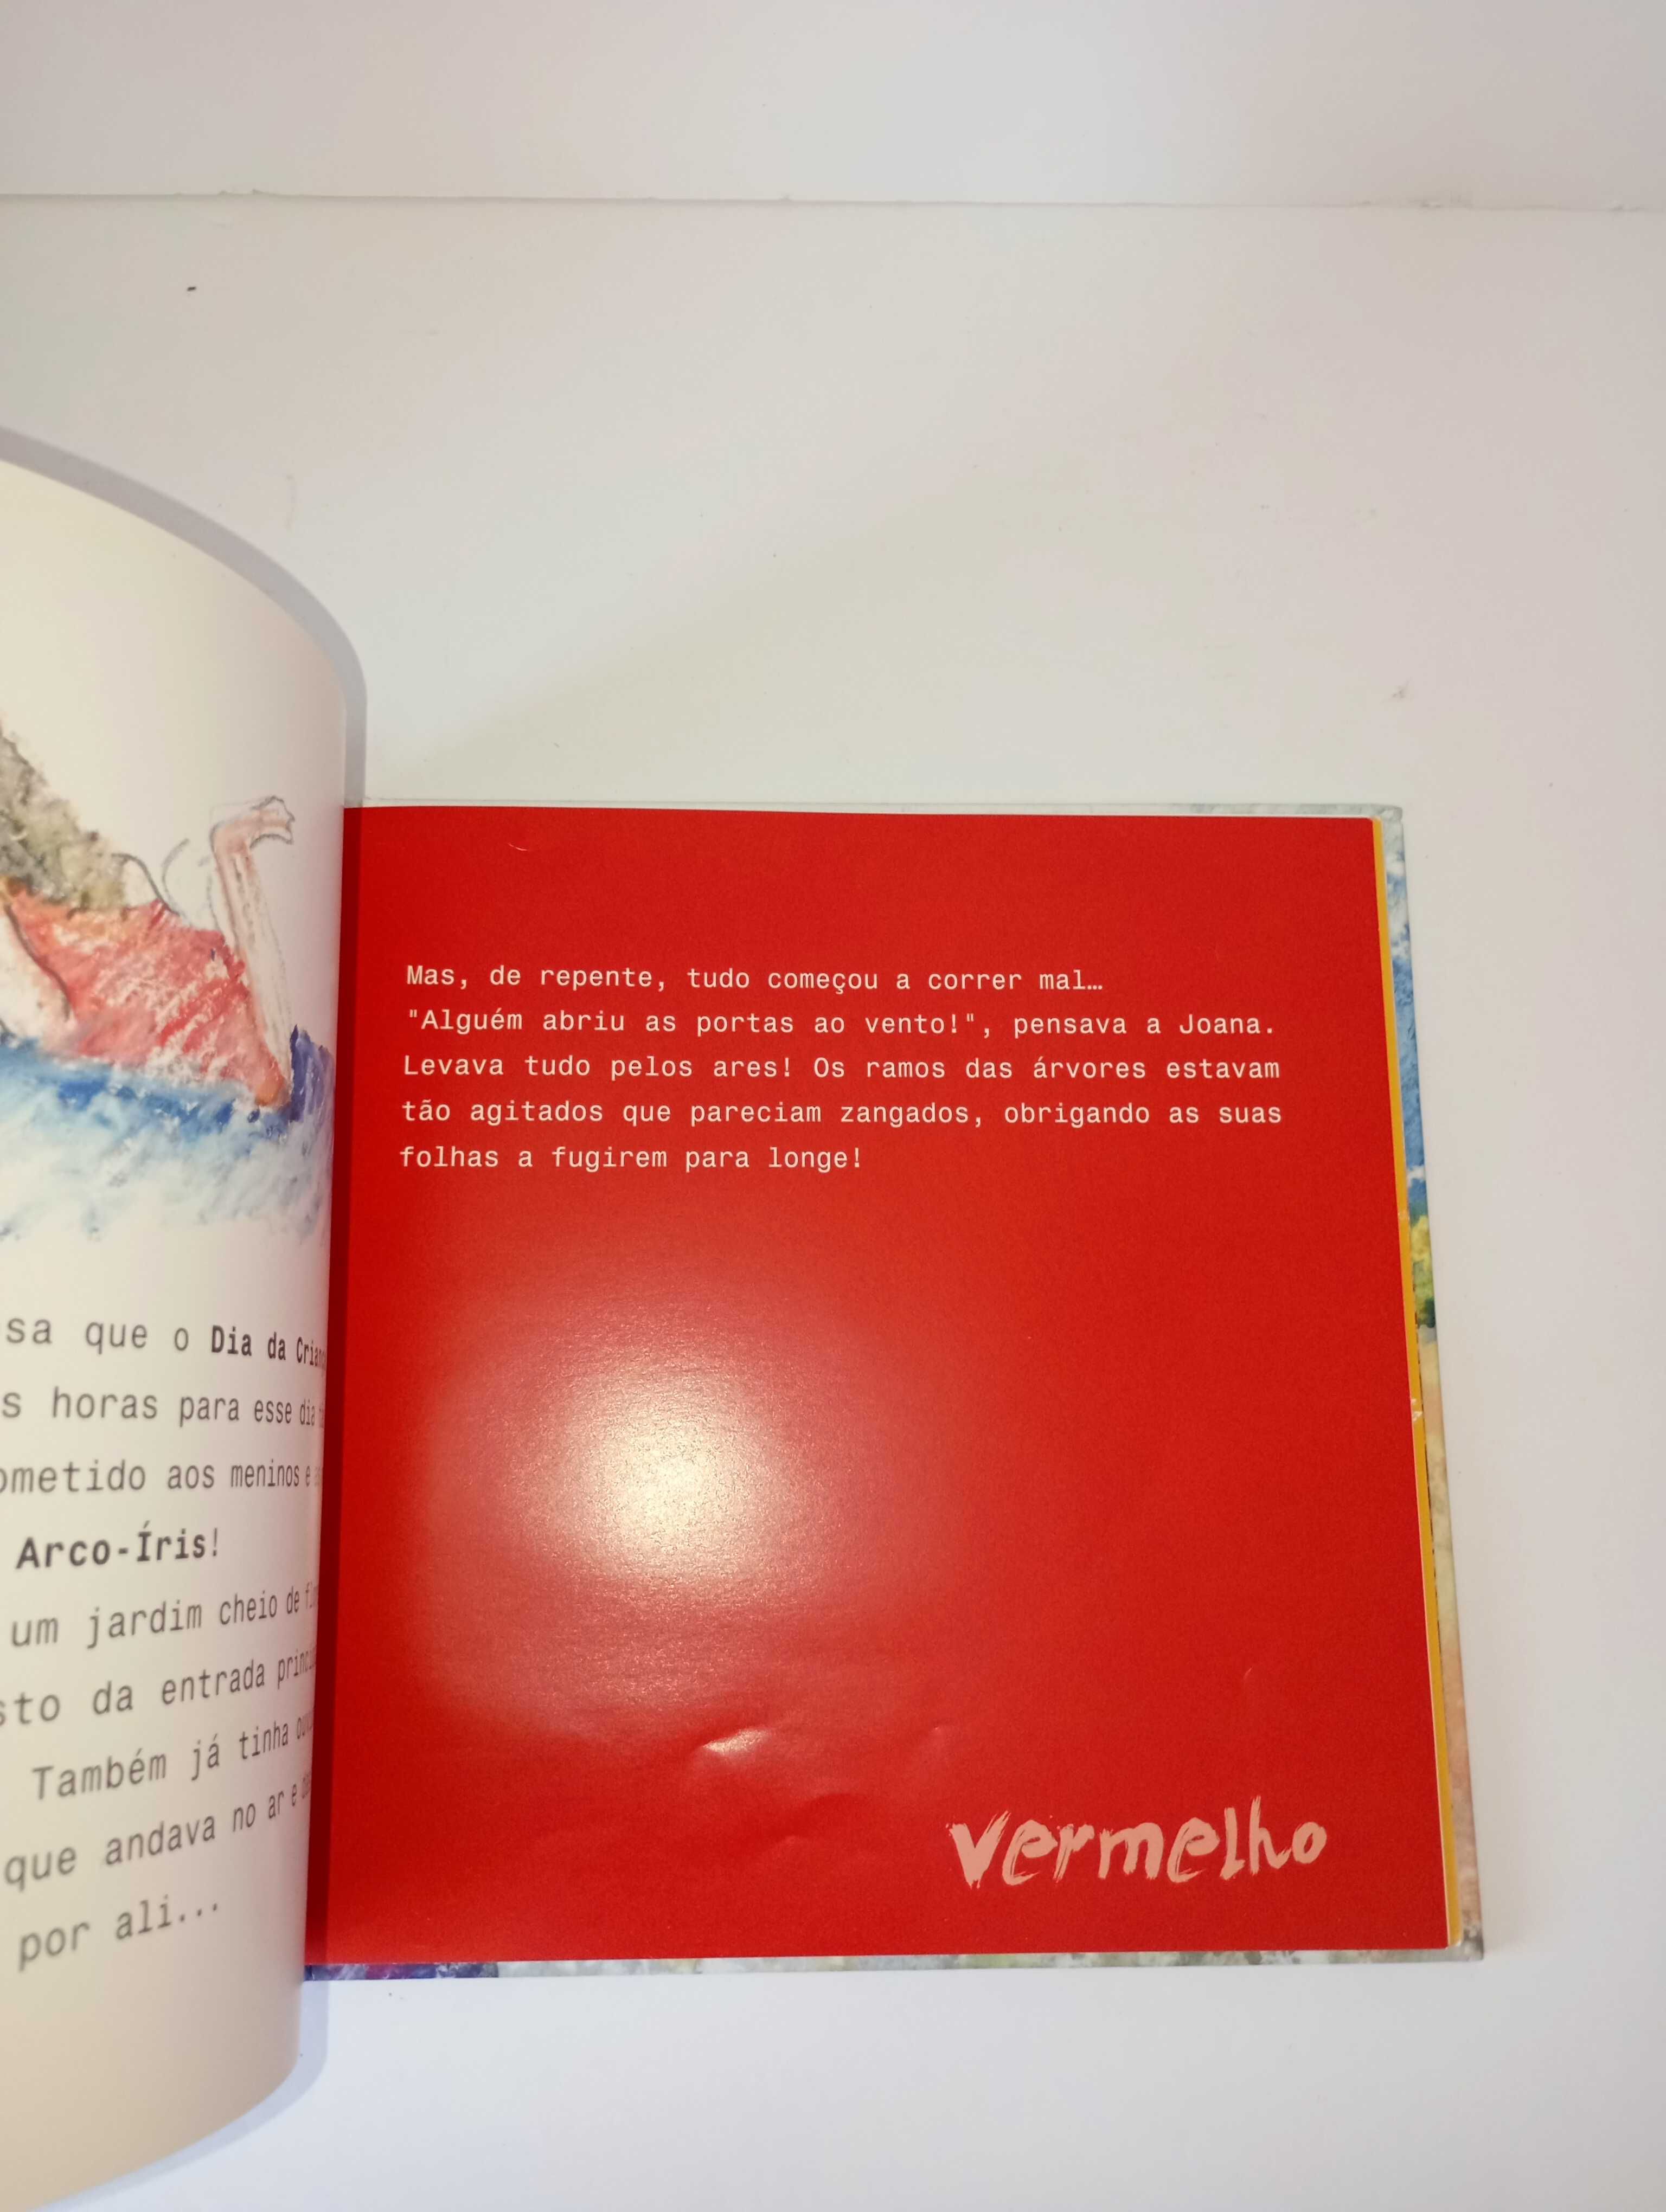 sa que o Dia da
s horas para esse dia
ometido aos meninos e
Arco-Íris!
um jardim cheio de
sto da entrada
Também já tinha
que andava no ar e
por ali...
Mas, de repente, tudo começou a correr mal…
"Alguém abriu as portas ao vento!", pensava a Joana.
Levava tudo pelos ares! Os ramos das árvores estavam
tão agitados que pareciam zangados, obrigando as suas
folhas a fugirem para longe!
vermelho